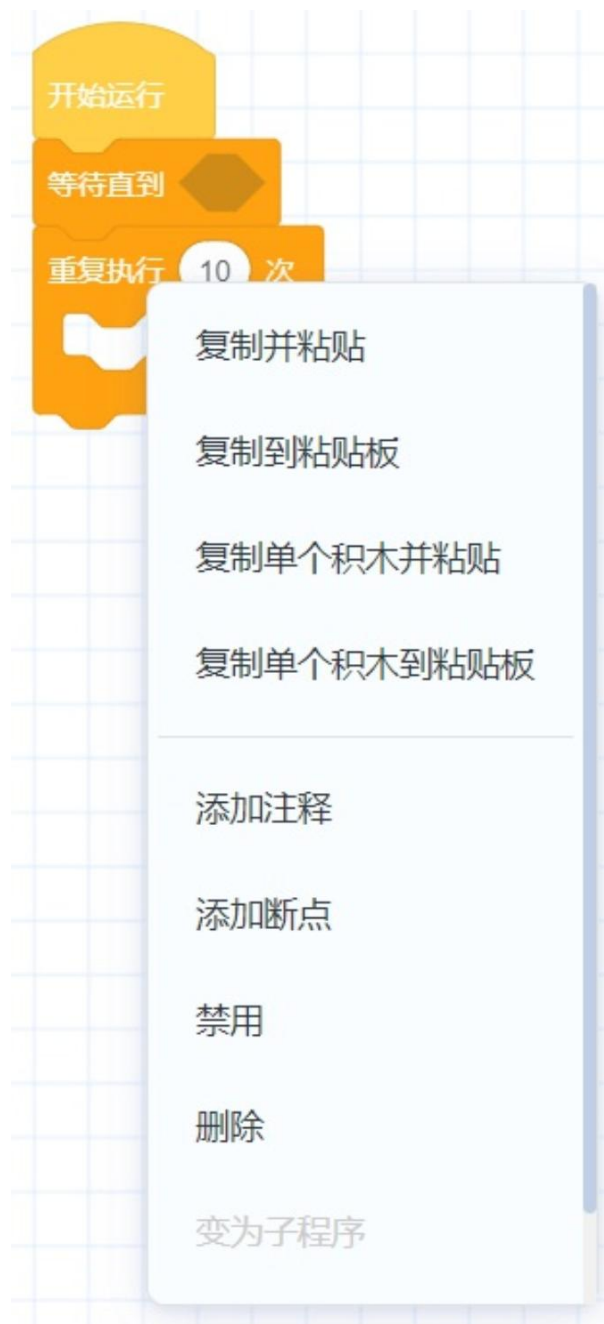 开始运行
等待直到
重复执行 10 次
复制并粘贴
复制到粘贴板
复制单个积木并粘贴
复制单个积木到粘贴板
添加注释
添加断点
禁用
删除
变为子程序